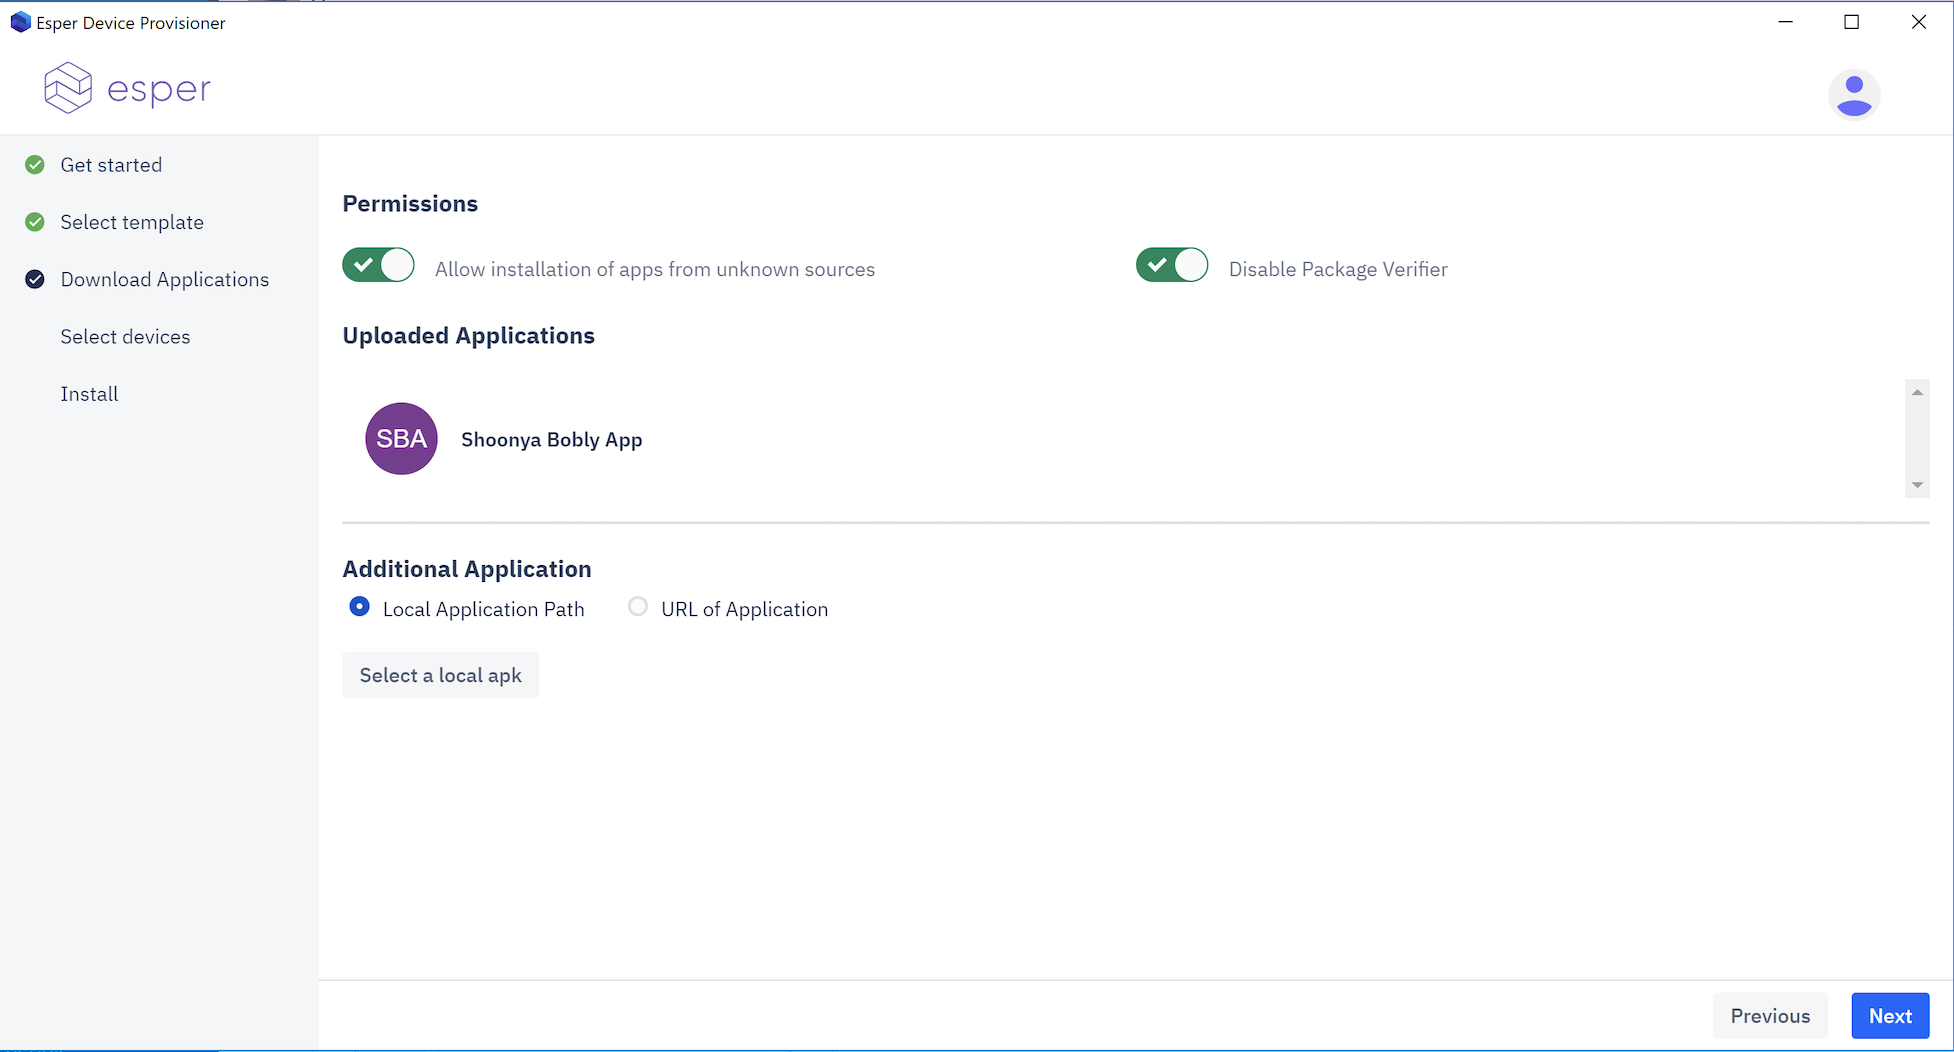 Esper Device Provisioner
esper
Get started
Select template
Download Applications
Select devices
Install
Permissions
Allow installation of apps from unknown sources
Disable Package Verifier
Uploaded Applications
SBA
Shoonya Bobly App
Additional Application
Local Application Path
URL of Application
Select a local apk
Previous
Next